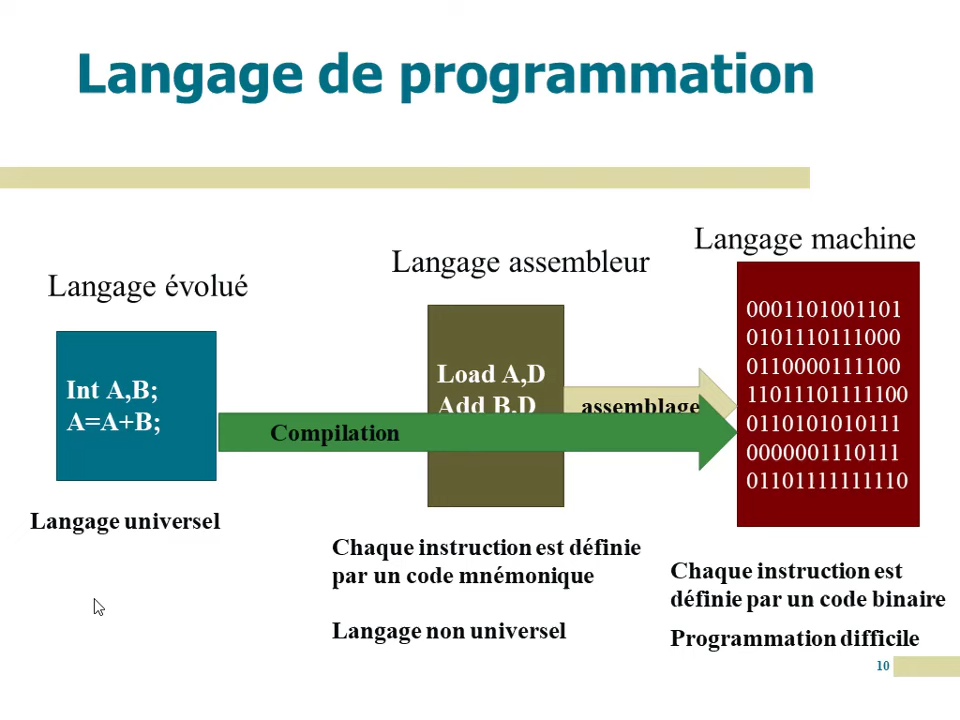 Langage de programmation
Langage évolué
Int A,B;
A=A+B;
Langage universel
Langage assembleur
Load A,D
Add B,D
Compilation
assemblage
Chaque instruction est définie
par un code mnémonique
Langage non universel
Langage machine
0001101001101
0101110111000
0110000111100
11011101111100
0110101010111
0000001110111
01101111111110
Chaque instruction est
définie par un code binaire
Programmation difficile
10